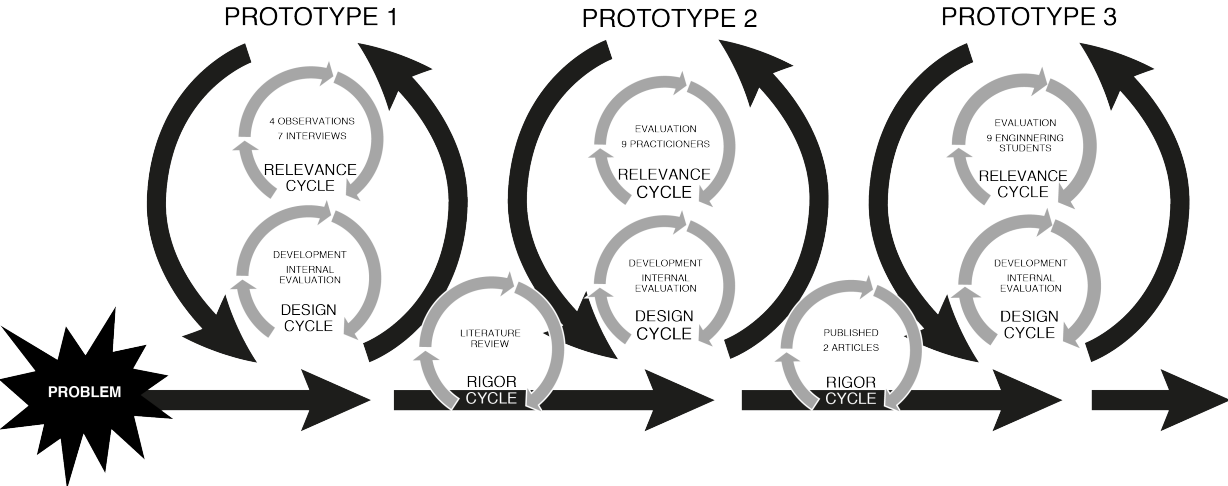 PROTOTYPE 1
4 OBSERVATIONS
7 INTERVIEWS
RELEVANCE
CYCLE
DEVELOPMENT
INTERNAL
EVALUATION
DESIGN
CYCLE
PROTOTYPE 2
EVALUATION
9 PRACTICIONERS
RELEVANCE
CYCLE
DEVELOPMENT
INTERNAL
EVALUATION
DESIGN
CYCLE
PROTOTYPE 3
EVALUATION
9 ENGINNERING
STUDENTS
RELEVANCE
CYCLE
DEVELOPMENT
INTERNAL
EVALUATION
DESIGN
CYCLE
PROBLEM
LITERATURE
REVIEW
RIGOR
CYCLE
PUBLISHED
2 ARTICLES
RIGOR
CYCLE